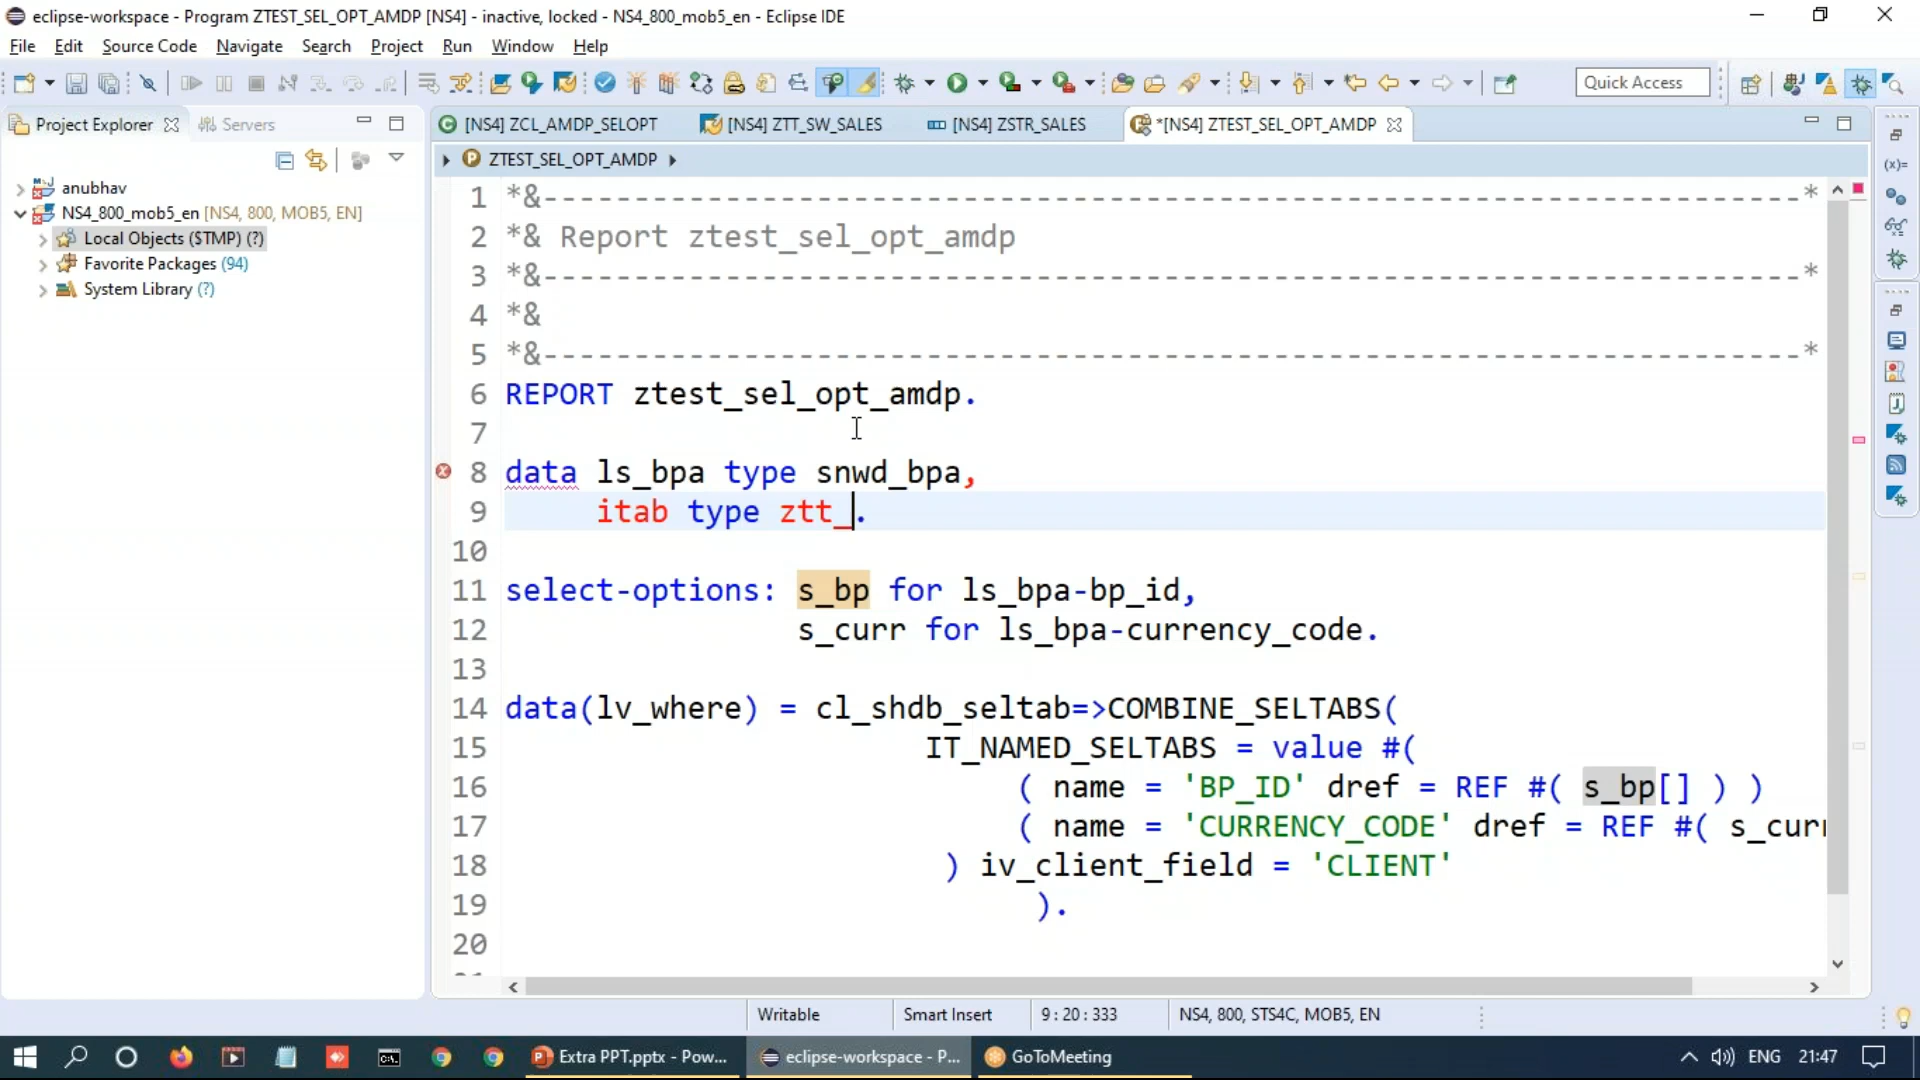 eclipse-workspace - Program ZTEST_SEL_OPT_AMDP [NS4] - inactive, locked - NS4_800_mob5_en - Eclipse IDE
File Edit Source Code Navigate Search Project Run Window Help
Quick Access
Project Explorer Servers
[NS4] ZCL_AMDP_SELOPT [NS4] ZTT_SW_SALES [NS4] ZSTR_SALES *[NS4] ZTEST_SEL_OPT_AMDP
ZTEST_SEL_OPT_AMDP
anubhav
NS4_800_mob5_en [NS4, 800, MOB5, EN]
Local Objects ($TMP) (?)
Favorite Packages (94)
System Library (?)
1 *&---------------------------------------------------------------------*
2 *& Report ztest_sel_opt_amdp
3 *&---------------------------------------------------------------------*
4 *&
5 *&---------------------------------------------------------------------*
6 REPORT ztest_sel_opt_amdp.
7
8 data ls_bpa type snwd_bpa,
9 itab type ztt_.
10
11 select-options: s_bp for ls_bpa-bp_id,
12 s_curr for ls_bpa-currency_code.
13
14 data(lv_where) = cl_shdb_seltab=>COMBINE_SELTABS(
15 IT_NAMED_SELTABS = value #(
16 ( name = 'BP_ID' dref = REF #( s_bp[] ) )
17 ( name = 'CURRENCY_CODE' dref = REF #( s_curr
18 ) iv_client_field = 'CLIENT'
19 ).
20
Writable Smart Insert 9 : 20 : 333 NS4, 800, STS4C, MOB5, EN
Extra PPT.pptx - Pow... eclipse-workspace - P... GoToMeeting ENG 21:47